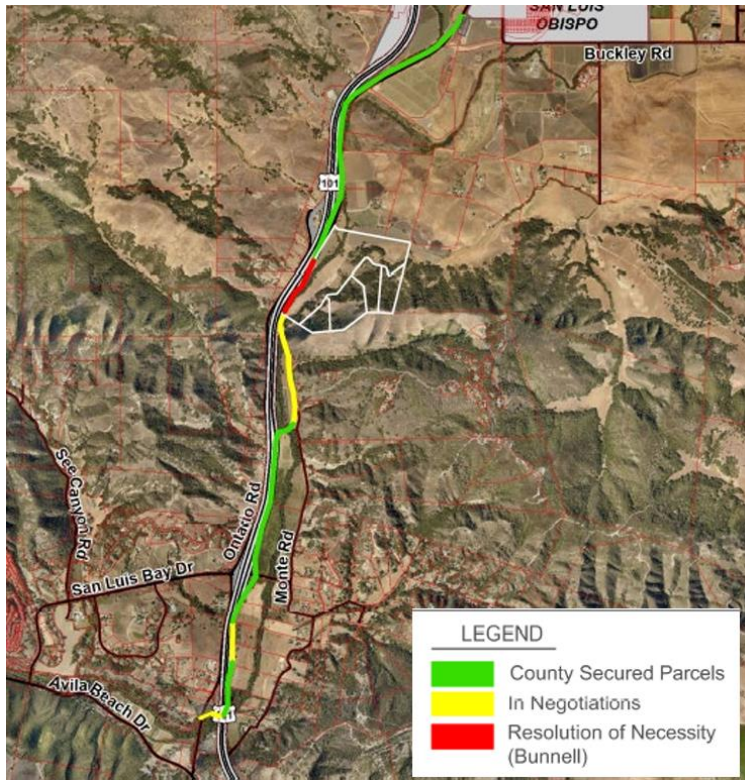 SAN LUIS
OBISPO
Buckley Rd
101
See Canyon Rd
Ontario Rd
Monte Rd
San Luis Bay Dr
Avila Beach Dr
LEGEND
County Secured Parcels
In Negotiations
Resolution of Necessity
(Bunnell)